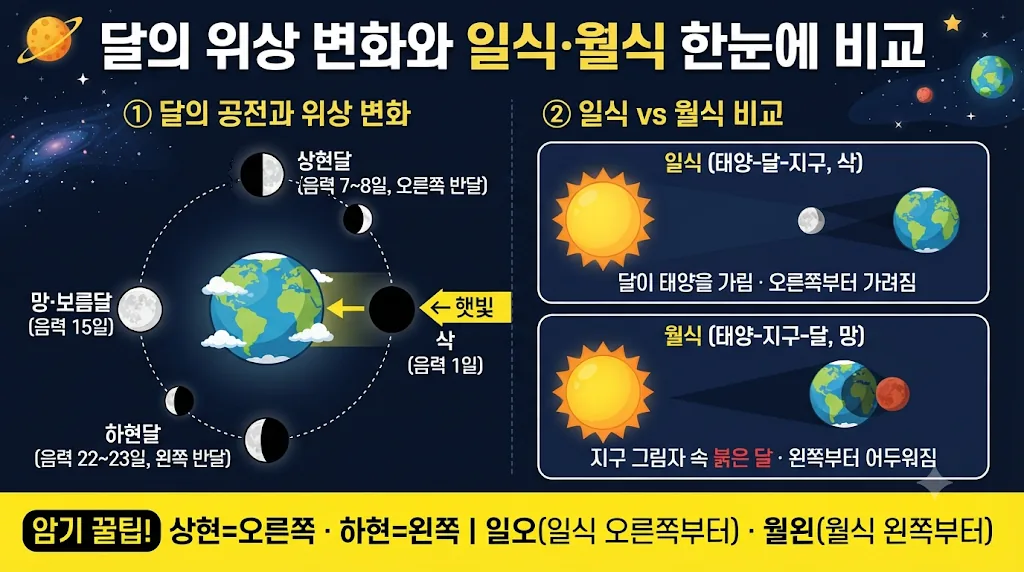 달의 위상 변화와 일식·월식 한눈에 비교
① 달의 공전과 위상 변화
상현달
(음력 7~8일, 오른쪽 반달)
망·보름달
(음력 15일)
← 햇빛
삭
(음력 1일)
하현달
(음력 22~23일, 왼쪽 반달)
② 일식 vs 월식 비교
일식 (태양-달-지구, 삭)
달이 태양을 가림 · 오른쪽부터 가려짐
월식 (태양-지구-달, 망)
지구 그림자 속 붉은 달 · 왼쪽부터 어두워짐
암기 꿀팁! 상현=오른쪽 · 하현=왼쪽 | 일오(일식 오른쪽부터) · 월왼(월식 왼쪽부터)